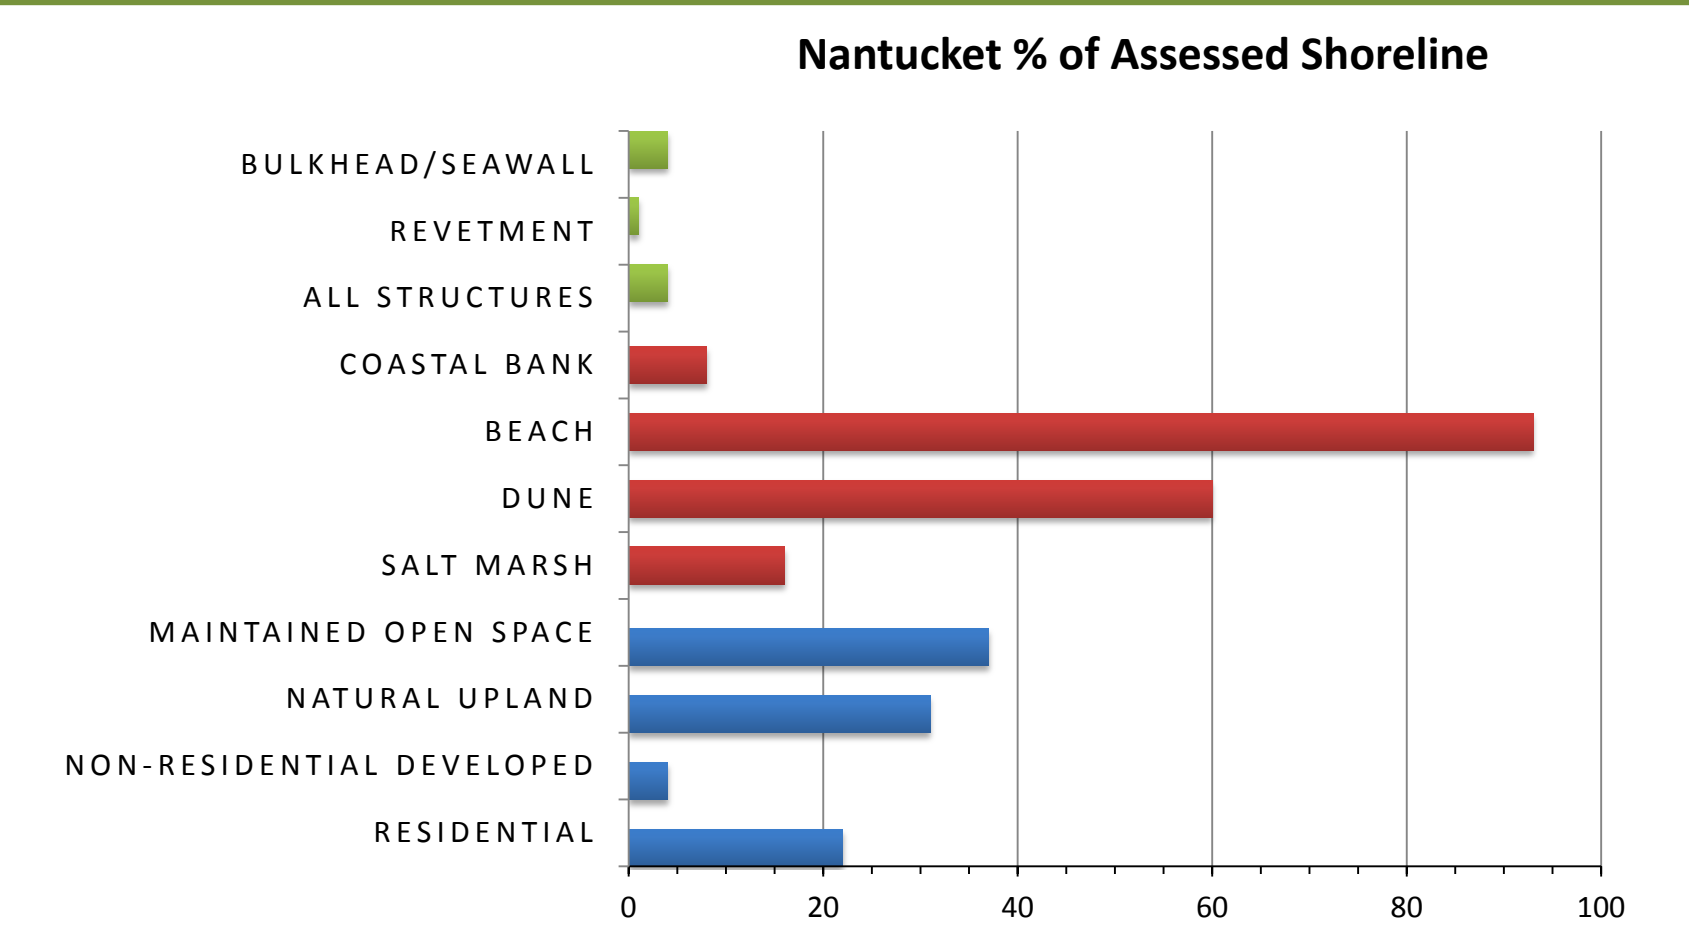 Nantucket % of Assessed Shoreline
BULKHEAD/SEAWALL
REVETMENT
ALL STRUCTURES
COASTAL BANK
BEACH
DUNE
SALT MARSH
MAINTAINED OPEN SPACE
NATURAL UPLAND
NON-RESIDENTIAL DEVELOPED
RESIDENTIAL
0 20 40 60 80 100